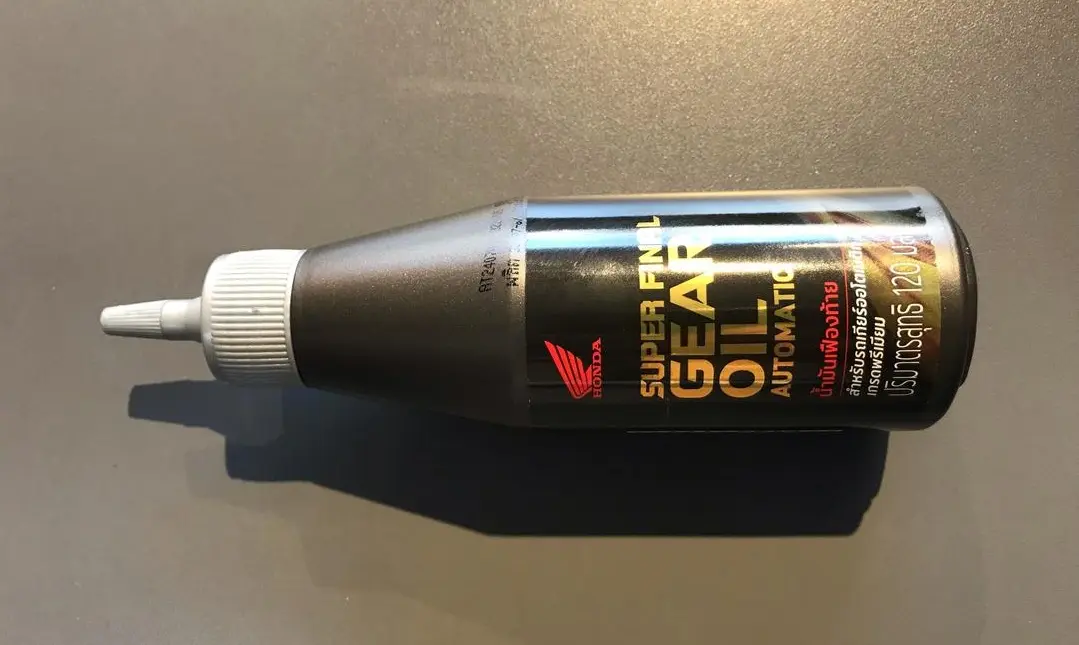 HONDA
SUPER FINAL
GEAR
OIL
AUTOMATIC
น้ำมันเฟืองท้าย
สำหรับรถเกียร์ออโตเมติก
เกรดพรีเมียม
ปริมาตรสุทธิ 120 มล.
ผลิต